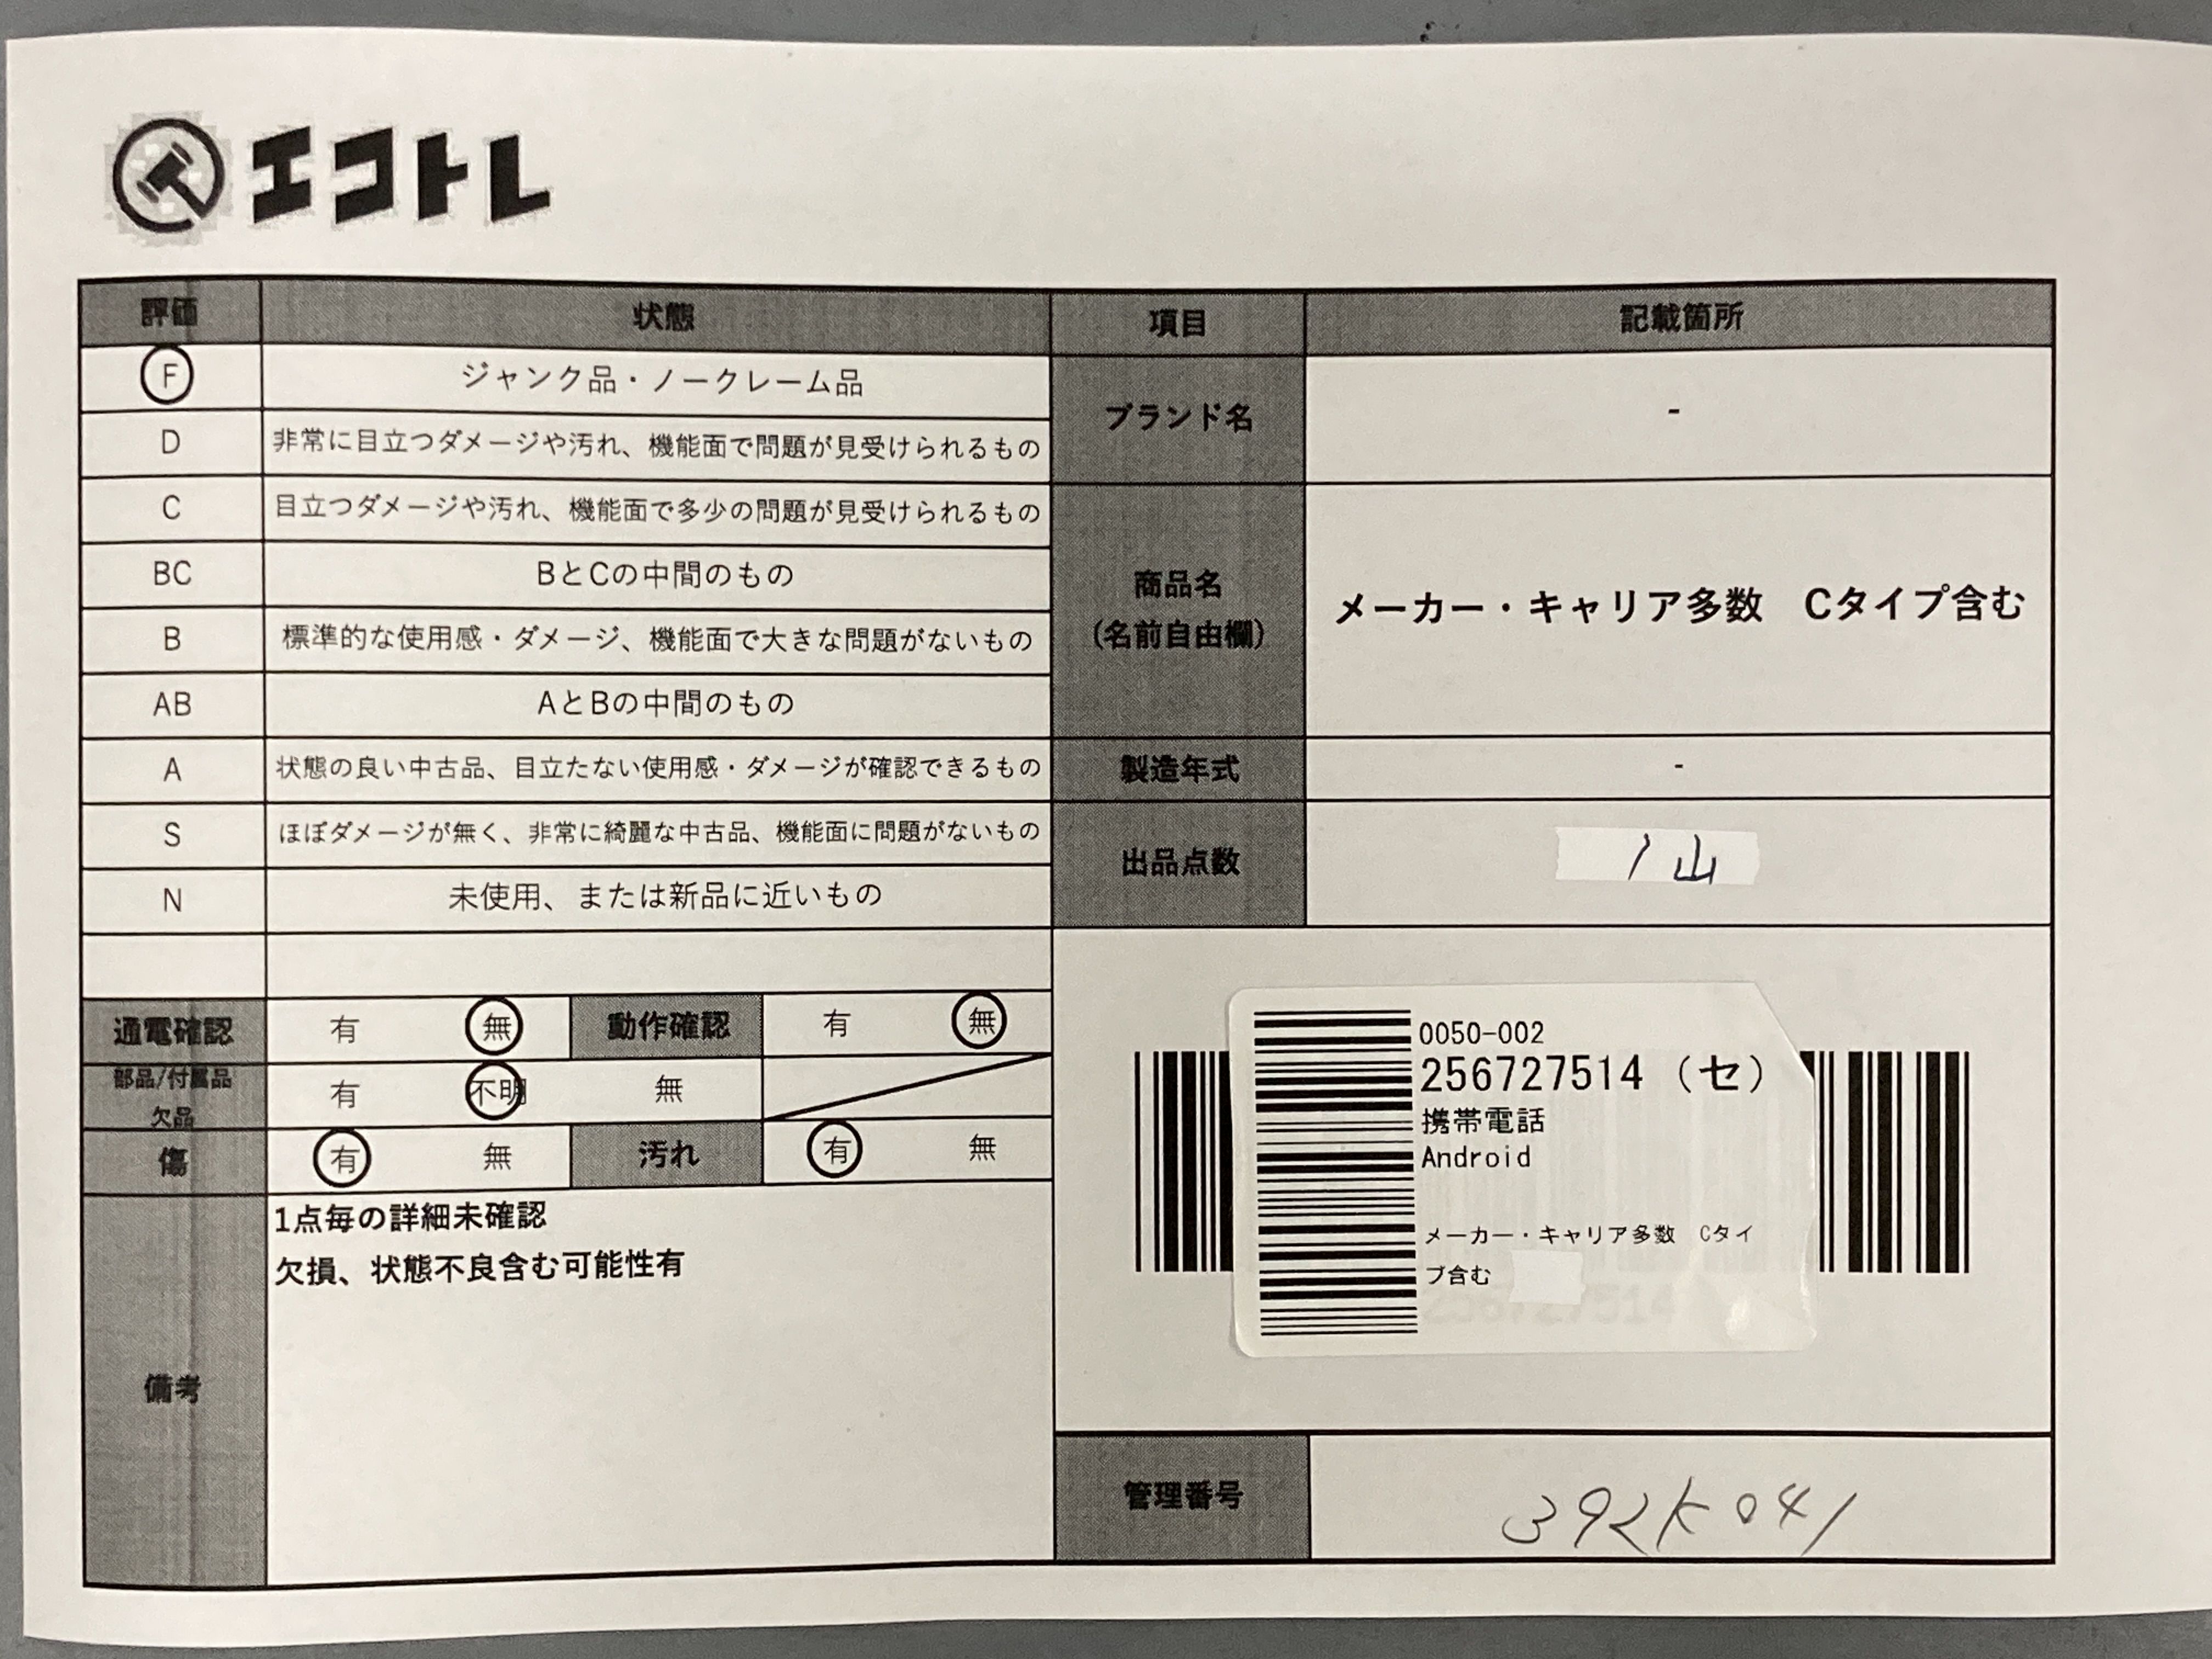 エコトレ
評価 状態 項目 記載箇所
F ジャンク品・ノークレーム品
D 非常に目立つダメージや汚れ、機能面で問題が見受けられるもの
ブランド名 -
C 目立つダメージや汚れ、機能面で多少の問題が見受けられるもの
BC BとCの中間のもの
B 標準的な使用感・ダメージ、機能面で大きな問題がないもの
AB AとBの中間のもの
商品名
(名前自由欄)
メーカー・キャリア多数 Cタイプ含む
A 状態の良い中古品、目立たない使用感・ダメージが確認できるもの
製造年式 -
S ほぼダメージが無く、非常に綺麗な中古品、機能面に問題がないもの
N 未使用、または新品に近いもの
出品点数 1山
通電確認 有 無 動作確認 有 無
部品/付属品
欠品
有 不明 無
傷 有 無 汚れ 有 無
備考
1点毎の詳細未確認
欠損、状態不良含む可能性有
0050-002
256727514 (セ)
携帯電話
Android
メーカー・キャリア多数 Cタイ
プ含む
256727514
管理番号 392K041